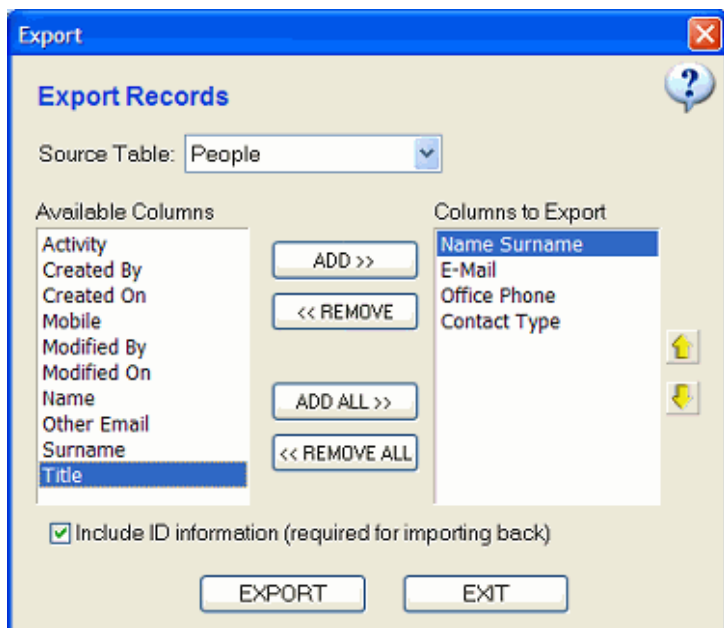 Export
Export Records
Source Table: People
Available Columns
Activity
Created By
Created On
Mobile
Modified By
Modified On
Name
Other Email
Surname
Title
ADD >>
<< REMOVE
ADD ALL >>
<< REMOVE ALL
Columns to Export
Name Surname
E-Mail
Office Phone
Contact Type
Include ID information (required for importing back)
EXPORT
EXIT